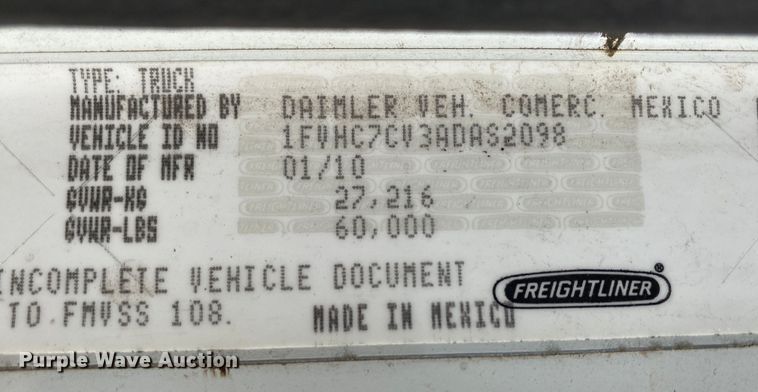 TYPE: TRUCK
MANUFACTURED BY DAIMLER VEH. COMERC. MEXICO
VEHICLE ID NO 1FVHC7CV3ADAS2098
DATE OF MFR 01/10
GVWR-KG 27,216
GVWR-LBS 60,000
INCOMPLETE VEHICLE DOCUMENT
TO FMVSS 108. MADE IN MEXICO
FREIGHTLINER®
Purple Wave Auction